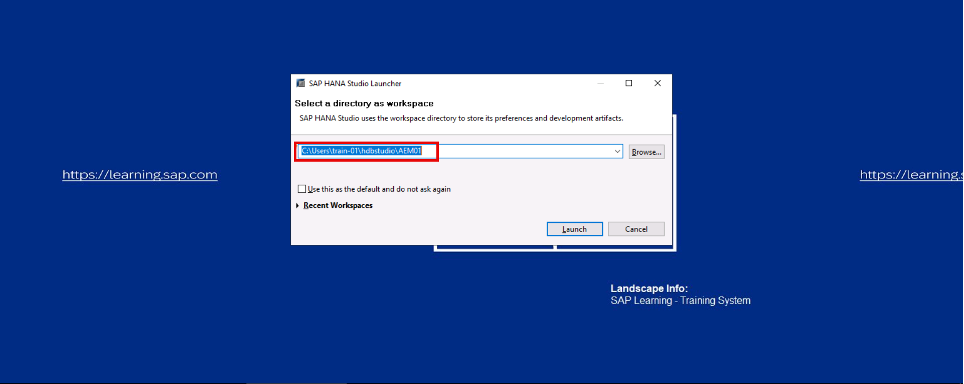 SAP HANA Studio Launcher
Select a directory as workspace
SAP HANA Studio uses the workspace directory to store its preferences and development artifacts.
C:\Users\train-01\hdbstudio\AEM01
Browse...
https://learning.sap.com
https://learning.s
Use this as the default and do not ask again
Recent Workspaces
Launch
Cancel
Landscape Info:
SAP Learning - Training System